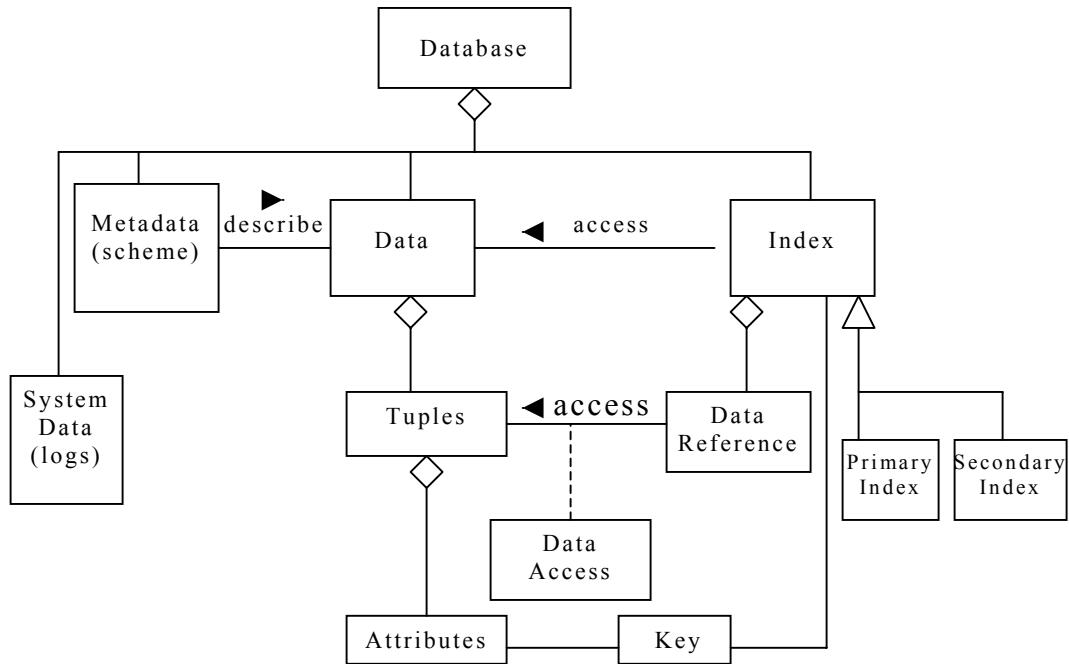 Database
Metadata
(scheme)
describe
Data
access
Index
System
Data
(logs)
Tuples
access
Data
Reference
Primary
Index
Secondary
Index
Data
Access
Attributes
Key